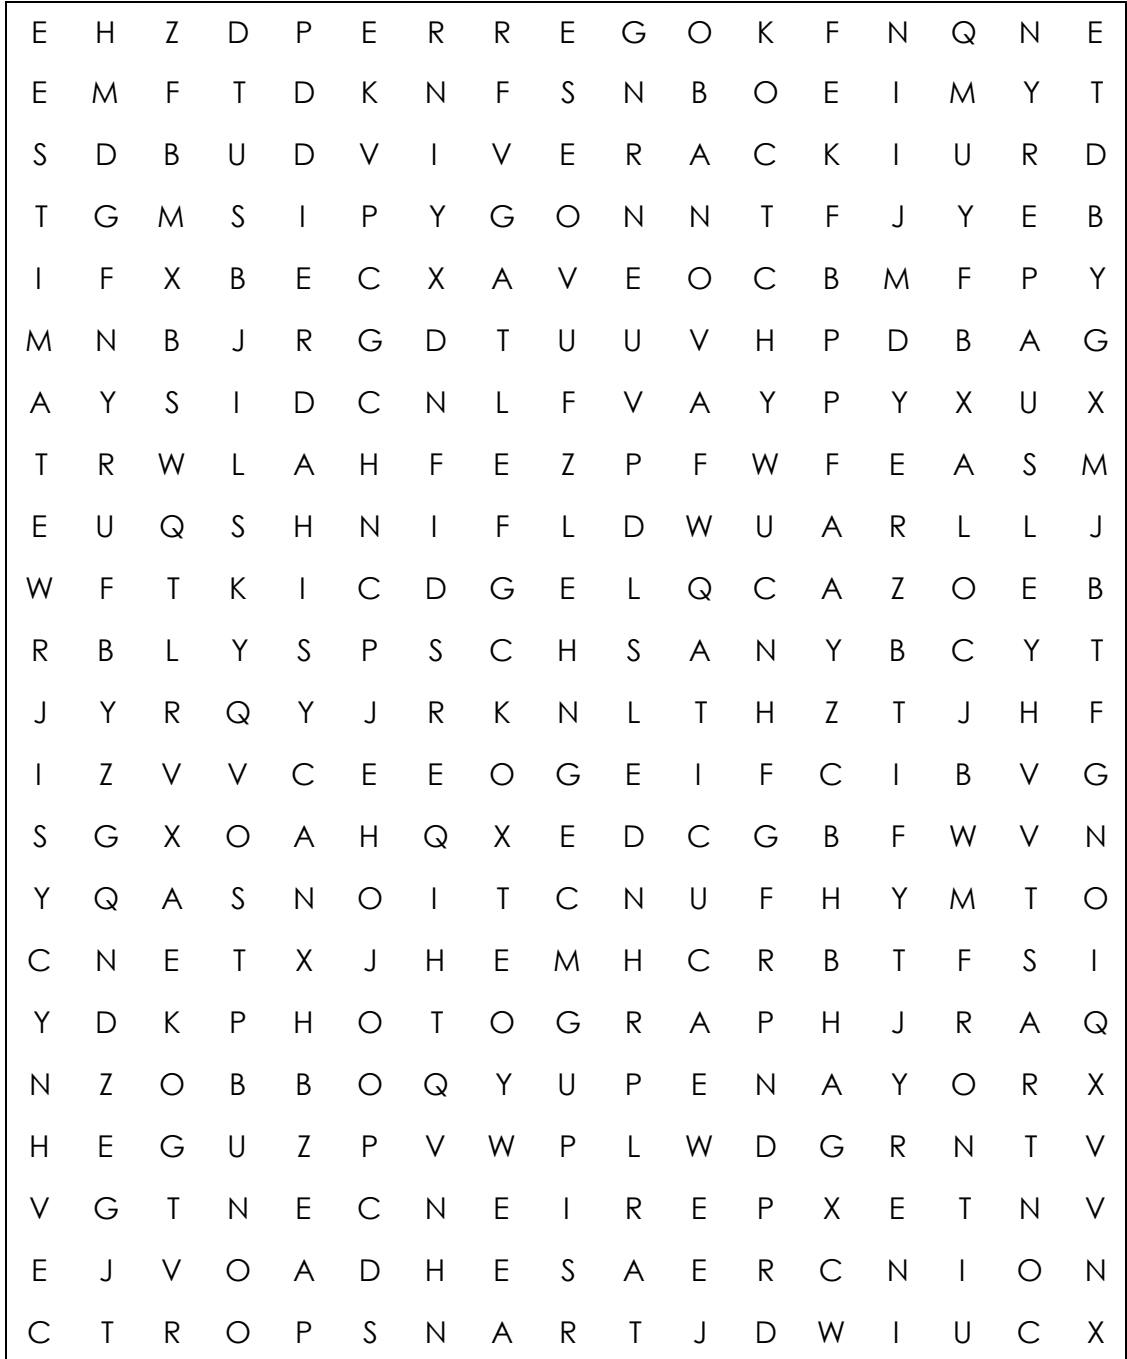 E H Z D P E R R E G O K F N Q N E
E M F T D K N F S N B O E I M Y T
S D B U D V I V E R A C K I U R D
T G M S I P Y G O N N T F J Y E B
I F X B E C X A V E O C B M F P Y
M N B J R G D T U U V H P D B A G
A Y S I D C N L F V A Y P Y X U X
T R W L A H F E Z P F W F E A S M
E U Q S H N I F L D W U A R L L J
W F T K I C D G E L Q C A Z O E B
R B L Y S P S C H S A N Y B C Y T
J Y R Q Y J R K N L T H Z T J H F
I Z V V C E E O G E I F C I B V G
S G X O A H Q X E D C G B F W V N
Y Q A S N O I T C N U F H Y M T O
C N E T X J H E M H C R B T F S I
Y D K P H O T O G R A P H J R A Q
N Z O B B O Q Y U P E N A Y O R X
H E G U Z P V W P L W D G R N T V
V G T N E C N E I R E P X E T N V
E J V O A D H E S A E R C N I O N
C T R O P S N A R T J D W I U C X